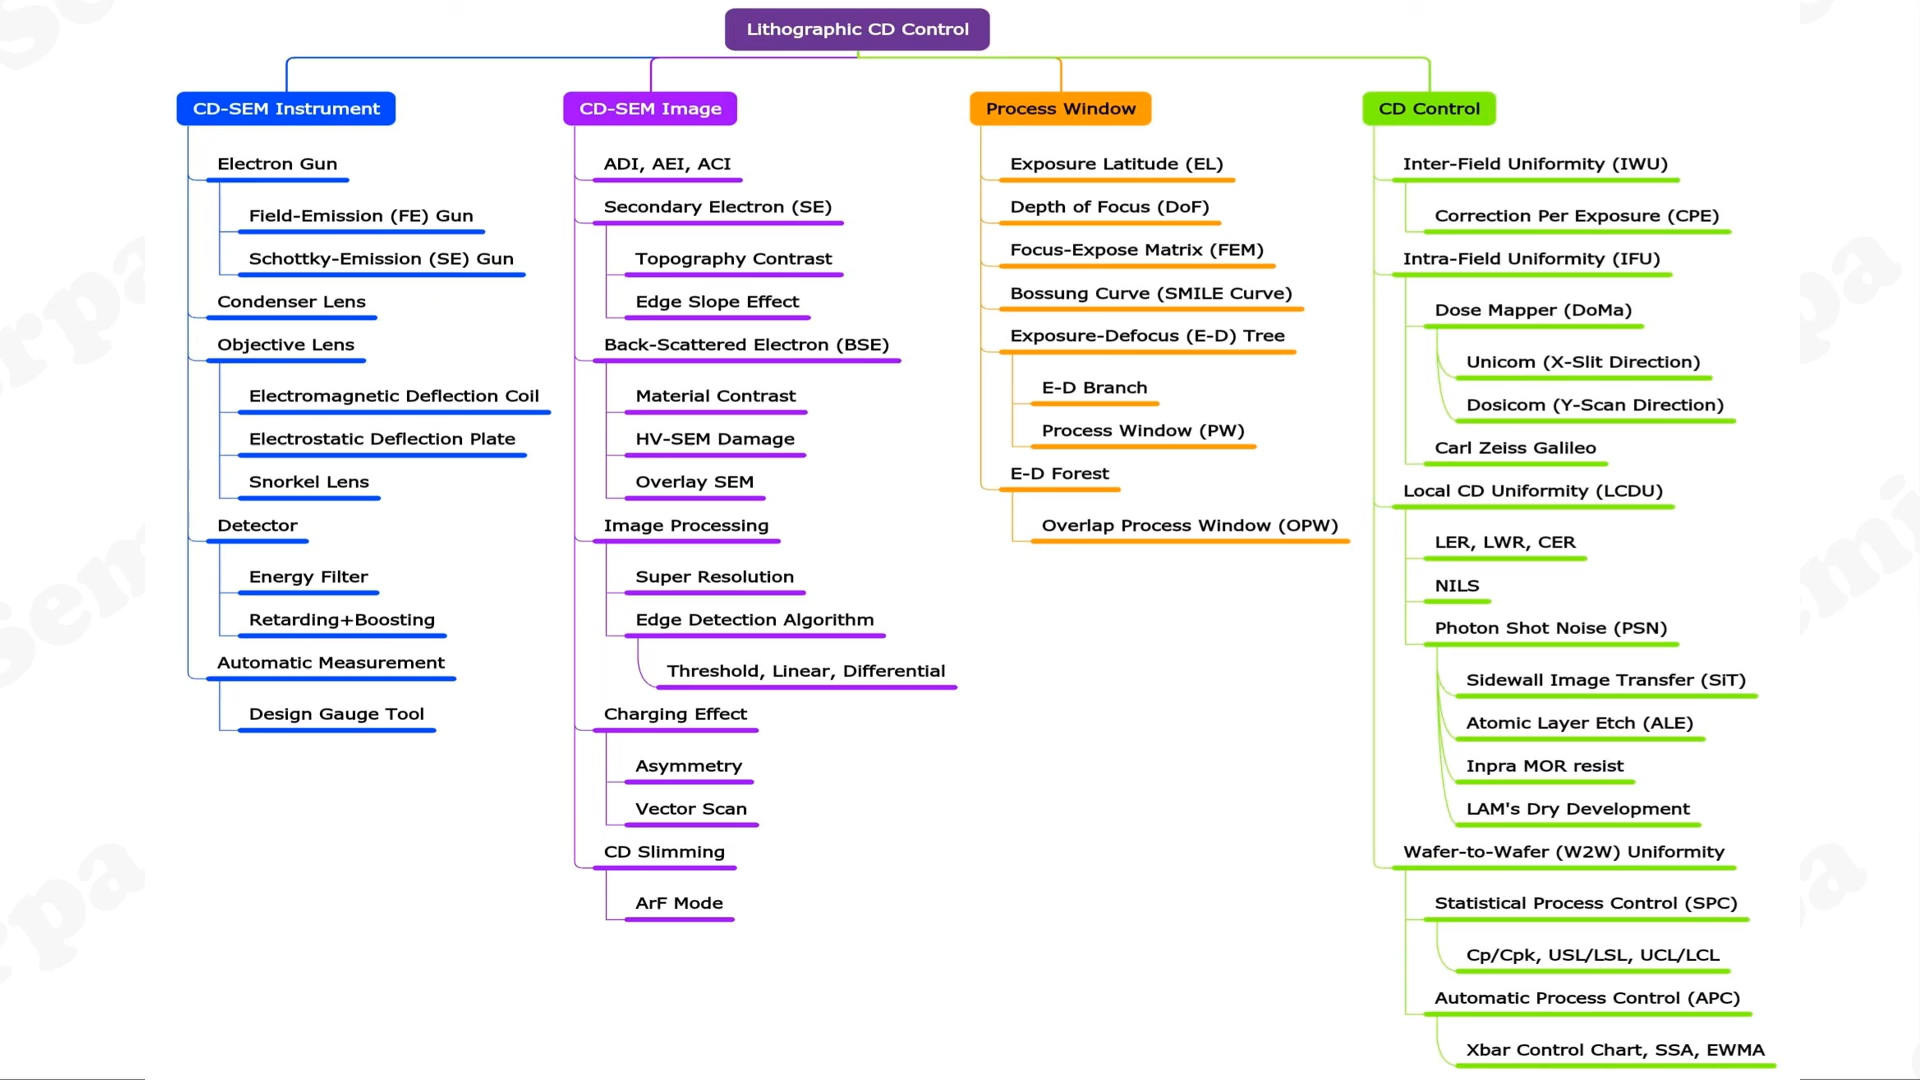 Lithographic CD Control
CD-SEM Instrument
Electron Gun
Field-Emission (FE) Gun
Schottky-Emission (SE) Gun
Condenser Lens
Objective Lens
Electromagnetic Deflection Coil
Electrostatic Deflection Plate
Snorkel Lens
Detector
Energy Filter
Retarding+Boosting
Automatic Measurement
Design Gauge Tool
CD-SEM Image
ADI, AEI, ACI
Secondary Electron (SE)
Topography Contrast
Edge Slope Effect
Back-Scattered Electron (BSE)
Material Contrast
HV-SEM Damage
Overlay SEM
Image Processing
Super Resolution
Edge Detection Algorithm
Threshold, Linear, Differential
Charging Effect
Asymmetry
Vector Scan
CD Slimming
ArF Mode
Process Window
Exposure Latitude (EL)
Depth of Focus (DoF)
Focus-Expose Matrix (FEM)
Bossung Curve (SMILE Curve)
Exposure-Defocus (E-D) Tree
E-D Branch
Process Window (PW)
E-D Forest
Overlap Process Window (OPW)
CD Control
Inter-Field Uniformity (IWU)
Correction Per Exposure (CPE)
Intra-Field Uniformity (IFU)
Dose Mapper (DoMa)
Unicom (X-Slit Direction)
Dosicom (Y-Scan Direction)
Carl Zeiss Galileo
Local CD Uniformity (LCDU)
LER, LWR, CER
NILS
Photon Shot Noise (PSN)
Sidewall Image Transfer (SiT)
Atomic Layer Etch (ALE)
Inpra MOR resist
LAM's Dry Development
Wafer-to-Wafer (W2W) Uniformity
Statistical Process Control (SPC)
Cp/Cpk, USL/LSL, UCL/LCL
Automatic Process Control (APC)
Xbar Control Chart, SSA, EWMA